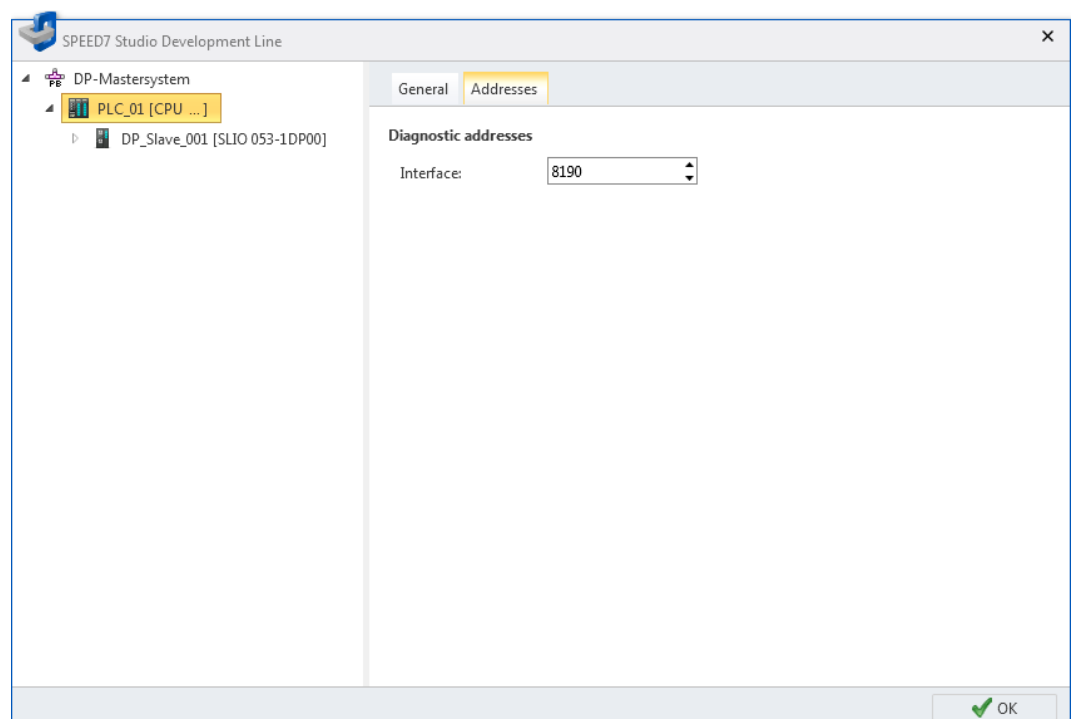 SPEED7 Studio Development Line
PB DP-Mastersystem
PLC_01 [CPU ...]
DP_Slave_001 [SLIO 053-1DP00]
General Addresses
Diagnostic addresses
Interface: 8190
OK